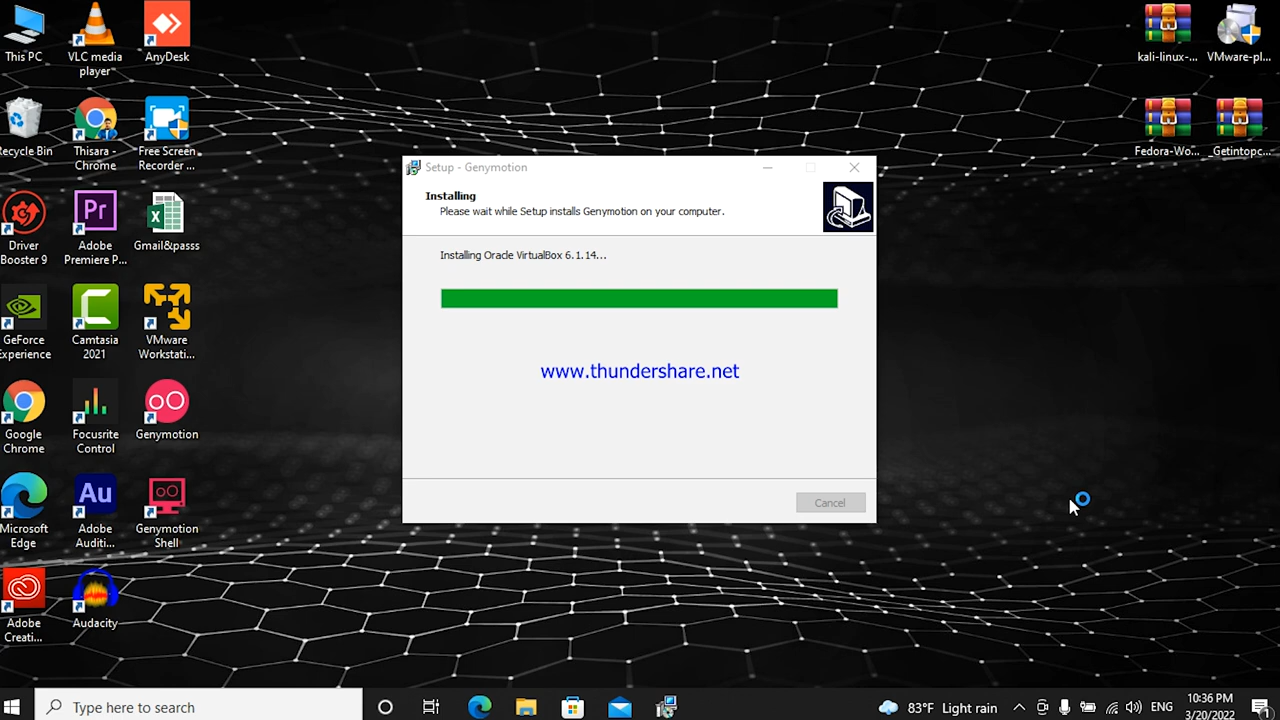 This PC
VLC media
player
AnyDesk
kali-linux-...
VMware-pl...
Recycle Bin
Thisara -
Chrome
Free Screen
Recorder ...
Fedora-Wo...
_Getintopc...
Driver
Booster 9
Adobe
Premiere P...
Gmail&passs
GeForce
Experience
Camtasia
2021
VMware
Workstati...
Google
Chrome
Focusrite
Control
Genymotion
Microsoft
Edge
Adobe
Auditi...
Genymotion
Shell
Adobe
Creati...
Audacity
Setup - Genymotion
Installing
Please wait while Setup installs Genymotion on your computer.
Installing Oracle VirtualBox 6.1.14...
www.thundershare.net
Cancel
Pr
Au
Type here to search
83°F Light rain
ENG
10:36 PM
3/20/2022
1